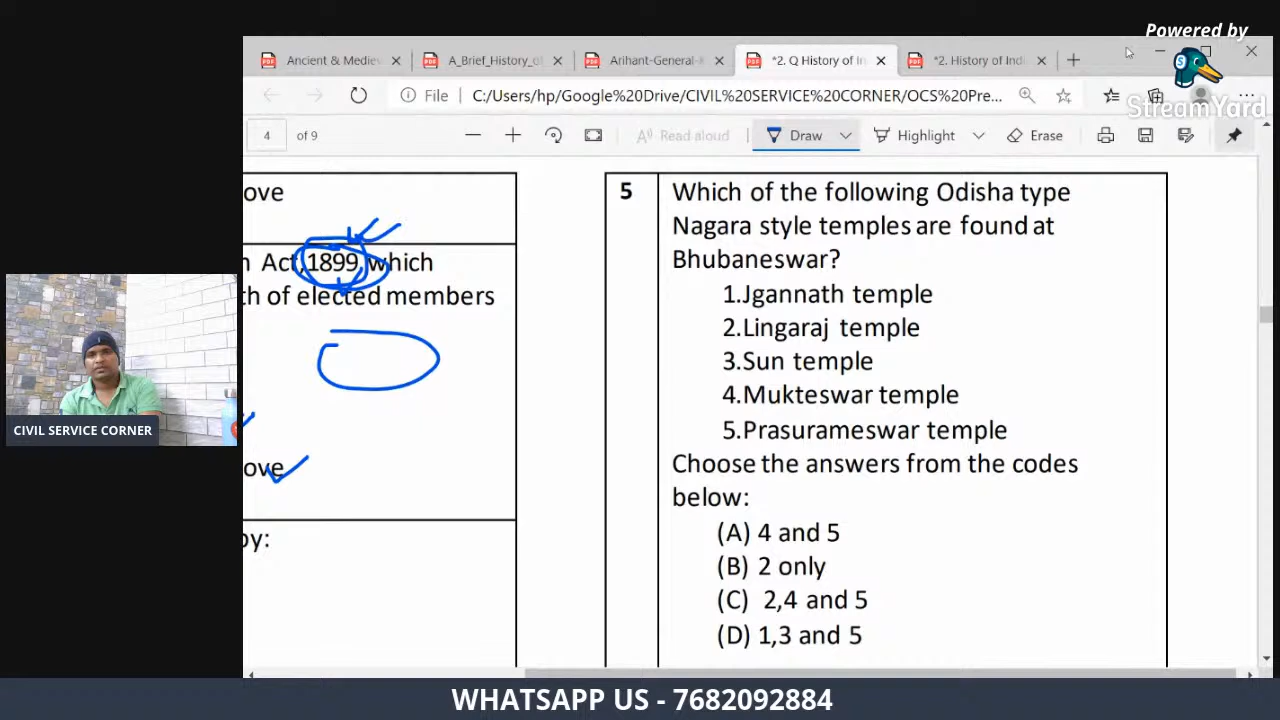 Powered by
StreamYard
Ancient & Mediev
A_Brief_History_of
Arihant-General-K
*2. Q History of In
*2. History of Indi
File
C:/Users/hp/Google%20Drive/CIVIL%20SERVICE%20CORNER/OCS%20Pre...
4 of 9
Read aloud
Draw
Highlight
Erase
ove
n Act,1899,which
th of elected members
ove
by:
5
Which of the following Odisha type
Nagara style temples are found at
Bhubaneswar?
1.Jgannath temple
2.Lingaraj temple
3.Sun temple
4.Mukteswar temple
5.Prasurameswar temple
Choose the answers from the codes
below:
(A) 4 and 5
(B) 2 only
(C) 2,4 and 5
(D) 1,3 and 5
CIVIL SERVICE CORNER
WHATSAPP US - 7682092884